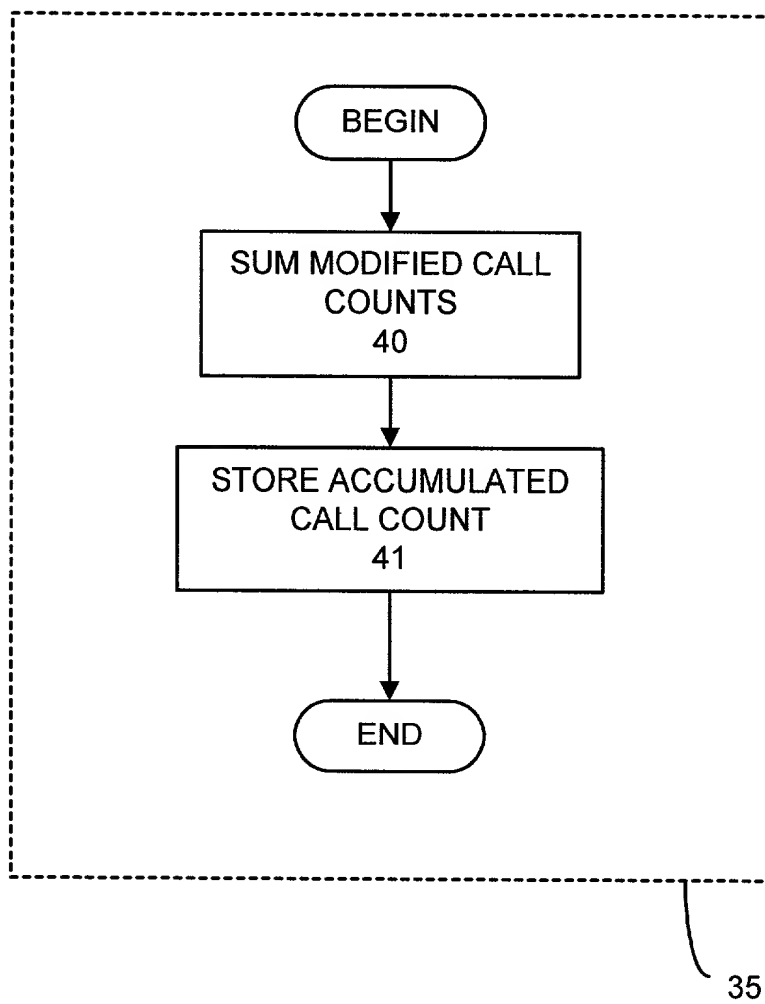 BEGIN
SUM MODIFIED CALL
COUNTS
40
STORE ACCUMULATED
CALL COUNT
41
END
35